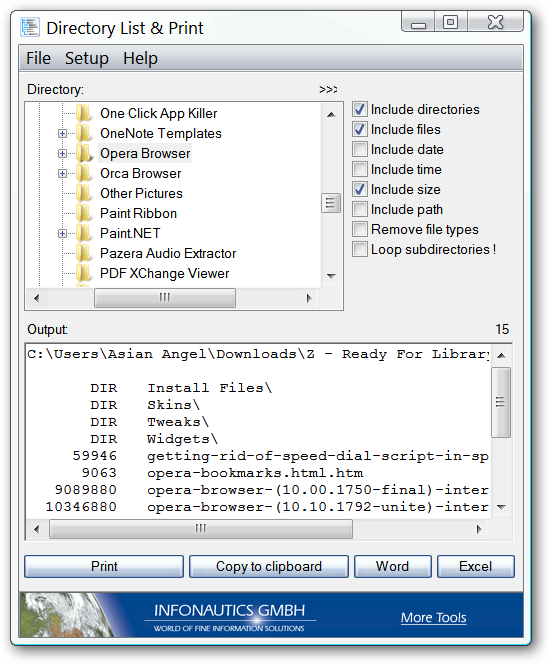 Directory List & Print
File Setup Help
Directory: >>>
One Click App Killer
OneNote Templates
Opera Browser
Orca Browser
Other Pictures
Paint Ribbon
Paint.NET
Pazera Audio Extractor
PDF XChange Viewer
Include directories
Include files
Include date
Include time
Include size
Include path
Remove file types
Loop subdirectories !
Output: 15
C:\Users\Asian Angel\Downloads\Z - Ready For Library
DIR Install Files\
DIR Skins\
DIR Tweaks\
DIR Widgets\
59946 getting-rid-of-speed-dial-script-in-sp
9063 opera-bookmarks.html.htm
9089880 opera-browser-(10.00.1750-final)-inter
10346880 opera-browser-(10.10.1792-unite)-inter
Print Copy to clipboard Word Excel
INFONAUTICS GMBH
WORLD OF FINE INFORMATION SOLUTIONS
More Tools